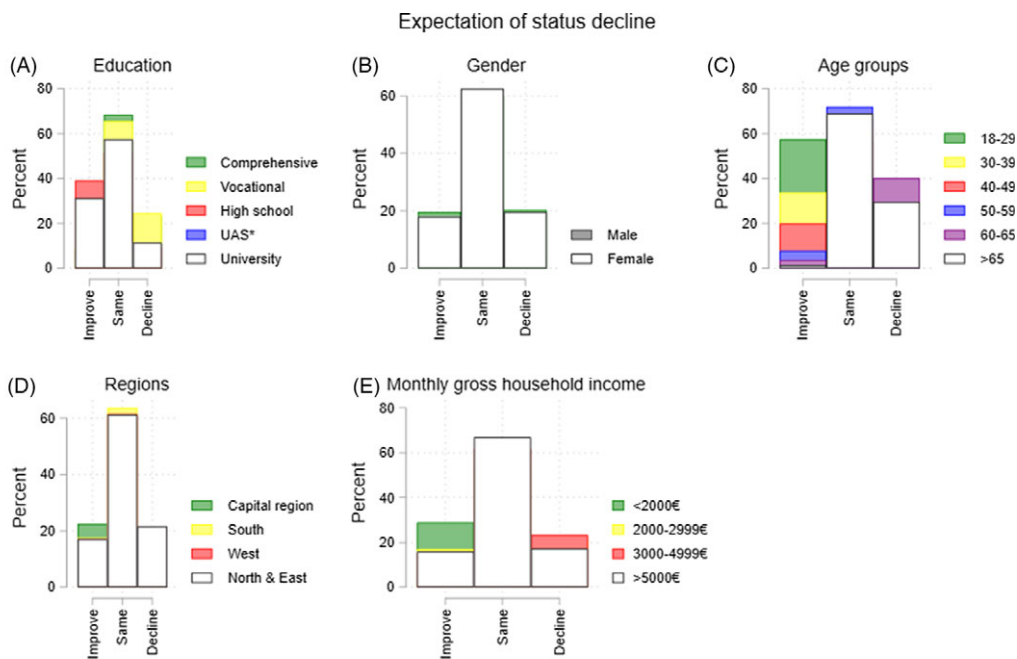 Expectation of status decline
(A) Education
80
60
40
20
0
Percent
Improve
Same
Decline
Comprehensive
Vocational
High school
UAS*
University
(B) Gender
60
40
20
0
Percent
Improve
Same
Decline
Male
Female
(C) Age groups
80
60
40
20
0
Percent
Improve
Same
Decline
18-29
30-39
40-49
50-59
60-65
>65
(D) Regions
60
40
20
0
Percent
Improve
Same
Decline
Capital region
South
West
North & East
(E) Monthly gross household income
80
60
40
20
0
Percent
Improve
Same
Decline
<2000€
2000-2999€
3000-4999€
>5000€